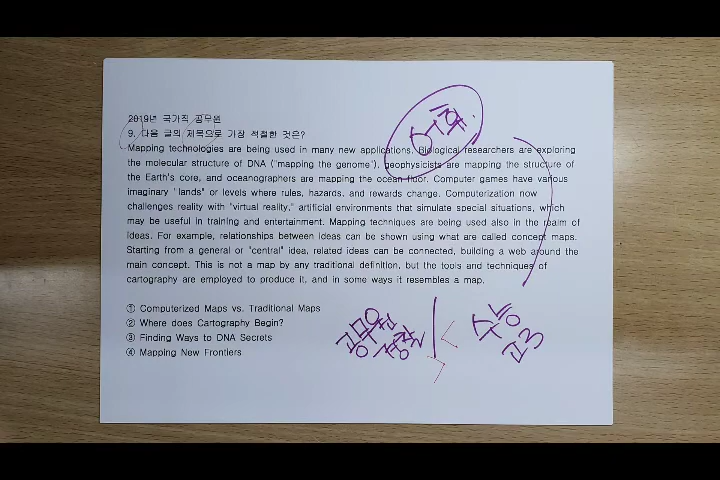 2019년 국가직 공무원
9. 다음 글의 제목으로 가장 적절한 것은?
Mapping technologies are being used in many new applications. Biological researchers are exploring
the molecular structure of DNA ("mapping the genome"), geophysicists are mapping the structure of
the Earth's core, and oceanographers are mapping the ocean floor. Computer games have various
imaginary "lands" or levels where rules, hazards, and rewards change. Computerization now
challenges reality with "virtual reality," artificial environments that simulate special situations, which
may be useful in training and entertainment. Mapping techniques are being used also in the realm of
ideas. For example, relationships between ideas can be shown using what are called concept maps.
Starting from a general or "central" idea, related ideas can be connected, building a web around the
main concept. This is not a map by any traditional definition, but the tools and techniques of
cartography are employed to produce it, and in some ways it resembles a map.
① Computerized Maps vs. Traditional Maps
② Where does Cartography Begin?
③ Finding Ways to DNA Secrets
④ Mapping New Frontiers
공무원
경찰
수능
고3